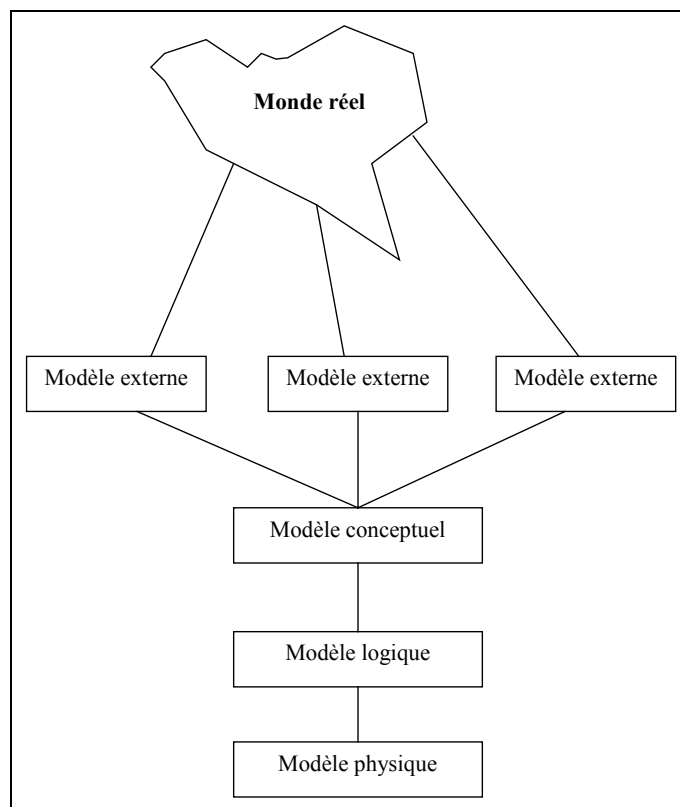 Monde réel
Modèle externe
Modèle externe
Modèle externe
Modèle conceptuel
Modèle logique
Modèle physique